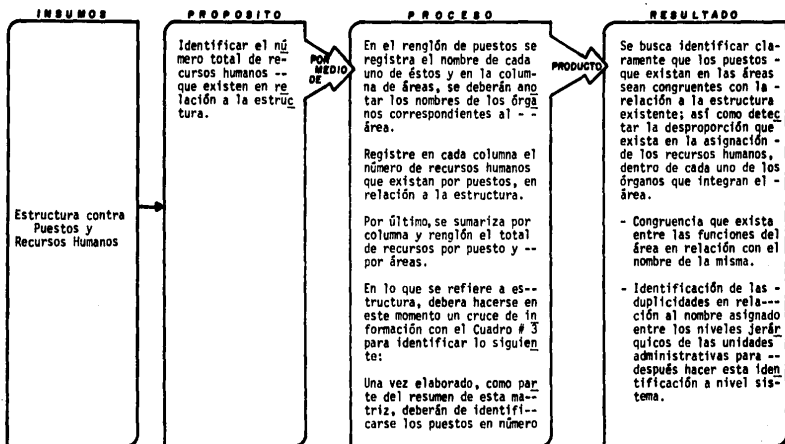 INSUMOS
Estructura contra
Puestos y
Recursos Humanos
PROPOSITO
Identificar el nú
mero total de re-
cursos humanos --
que existen en re
lación a la estruc
tura.
POR
MEDIO
DE
PROCESO
En el renglón de puestos se
registra el nombre de cada
uno de éstos y en la colum-
na de áreas, se deberán ano
tar los nombres de los órga
nos correspondientes al - -
área.
Registre en cada columna el
número de recursos humanos
que existan por puestos, en
relación a la estructura.
Por último, se sumariza por
columna y renglón el total
de recursos por puesto y --
por áreas.
En lo que se refiere a es--
tructura, debera hacerse en
este momento un cruce de in
formación con el Cuadro # 3
para identificar lo siguien
te:
Una vez elaborado, como par
te del resumen de esta ma--
triz, deberán de identifi--
carse los puestos en número
PRODUCTO
RESULTADO
Se busca identificar cla-
ramente que los puestos -
que existan en las áreas
sean congruentes con la -
relación a la estructura
existente; así como detec
tar la desproporción que
exista en la asignación -
de los recursos humanos,
dentro de cada uno de los
órganos que integran el -
área.
- Congruencia que exista
entre las funciones del
área en relación con el
nombre de la misma.
- Identificación de las -
duplicidades en rela---
ción al nombre asignado
entre los niveles jerár
quicos de las unidades
administrativas para --
después hacer esta iden
tificación a nivel sis-
tema.